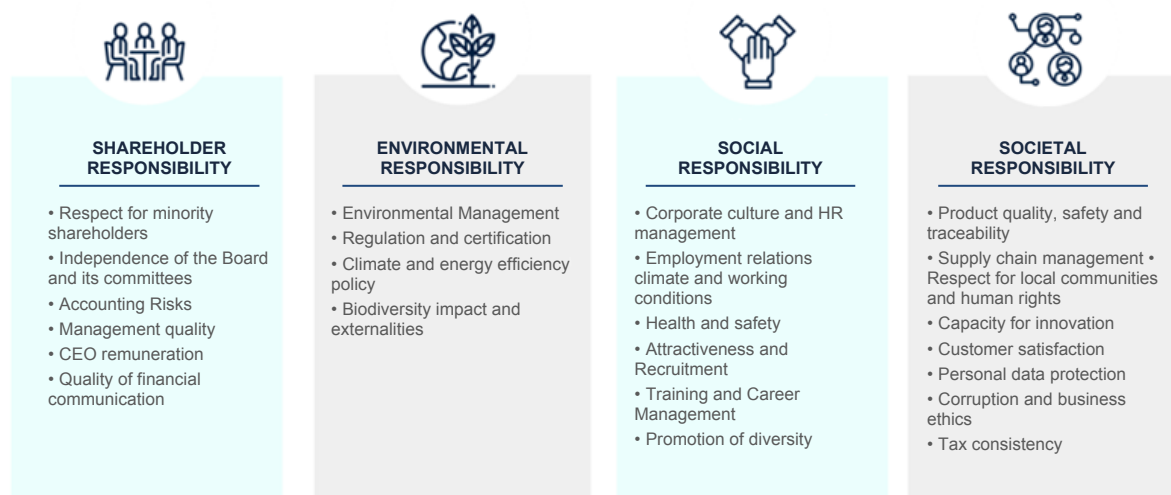 SHAREHOLDER
RESPONSIBILITY
• Respect for minority
shareholders
• Independence of the Board
and its committees
• Accounting Risks
• Management quality
• CEO remuneration
• Quality of financial
communication
ENVIRONMENTAL
RESPONSIBILITY
• Environmental Management
• Regulation and certification
• Climate and energy efficiency
policy
• Biodiversity impact and
externalities
SOCIAL
RESPONSIBILITY
• Corporate culture and HR
management
• Employment relations
climate and working
conditions
• Health and safety
• Attractiveness and
Recruitment
• Training and Career
Management
• Promotion of diversity
SOCIETAL
RESPONSIBILITY
• Product quality, safety and
traceability
• Supply chain management •
Respect for local communities
and human rights
• Capacity for innovation
• Customer satisfaction
• Personal data protection
• Corruption and business
ethics
• Tax consistency